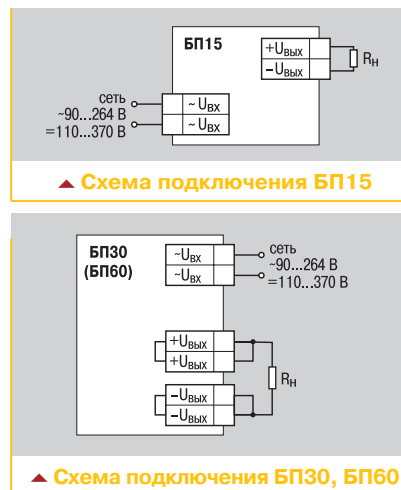 БП15
+Uвых
−Uвых
Rн
сеть
~90...264 В
=110...370 В
~ Uвх
~ Uвх
Схема подключения БП15
БП30
(БП60)
~Uвх
~Uвх
сеть
~90...264 В
=110...370 В
+Uвых
+Uвых
−Uвых
−Uвых
Rн
Схема подключения БП30, БП60